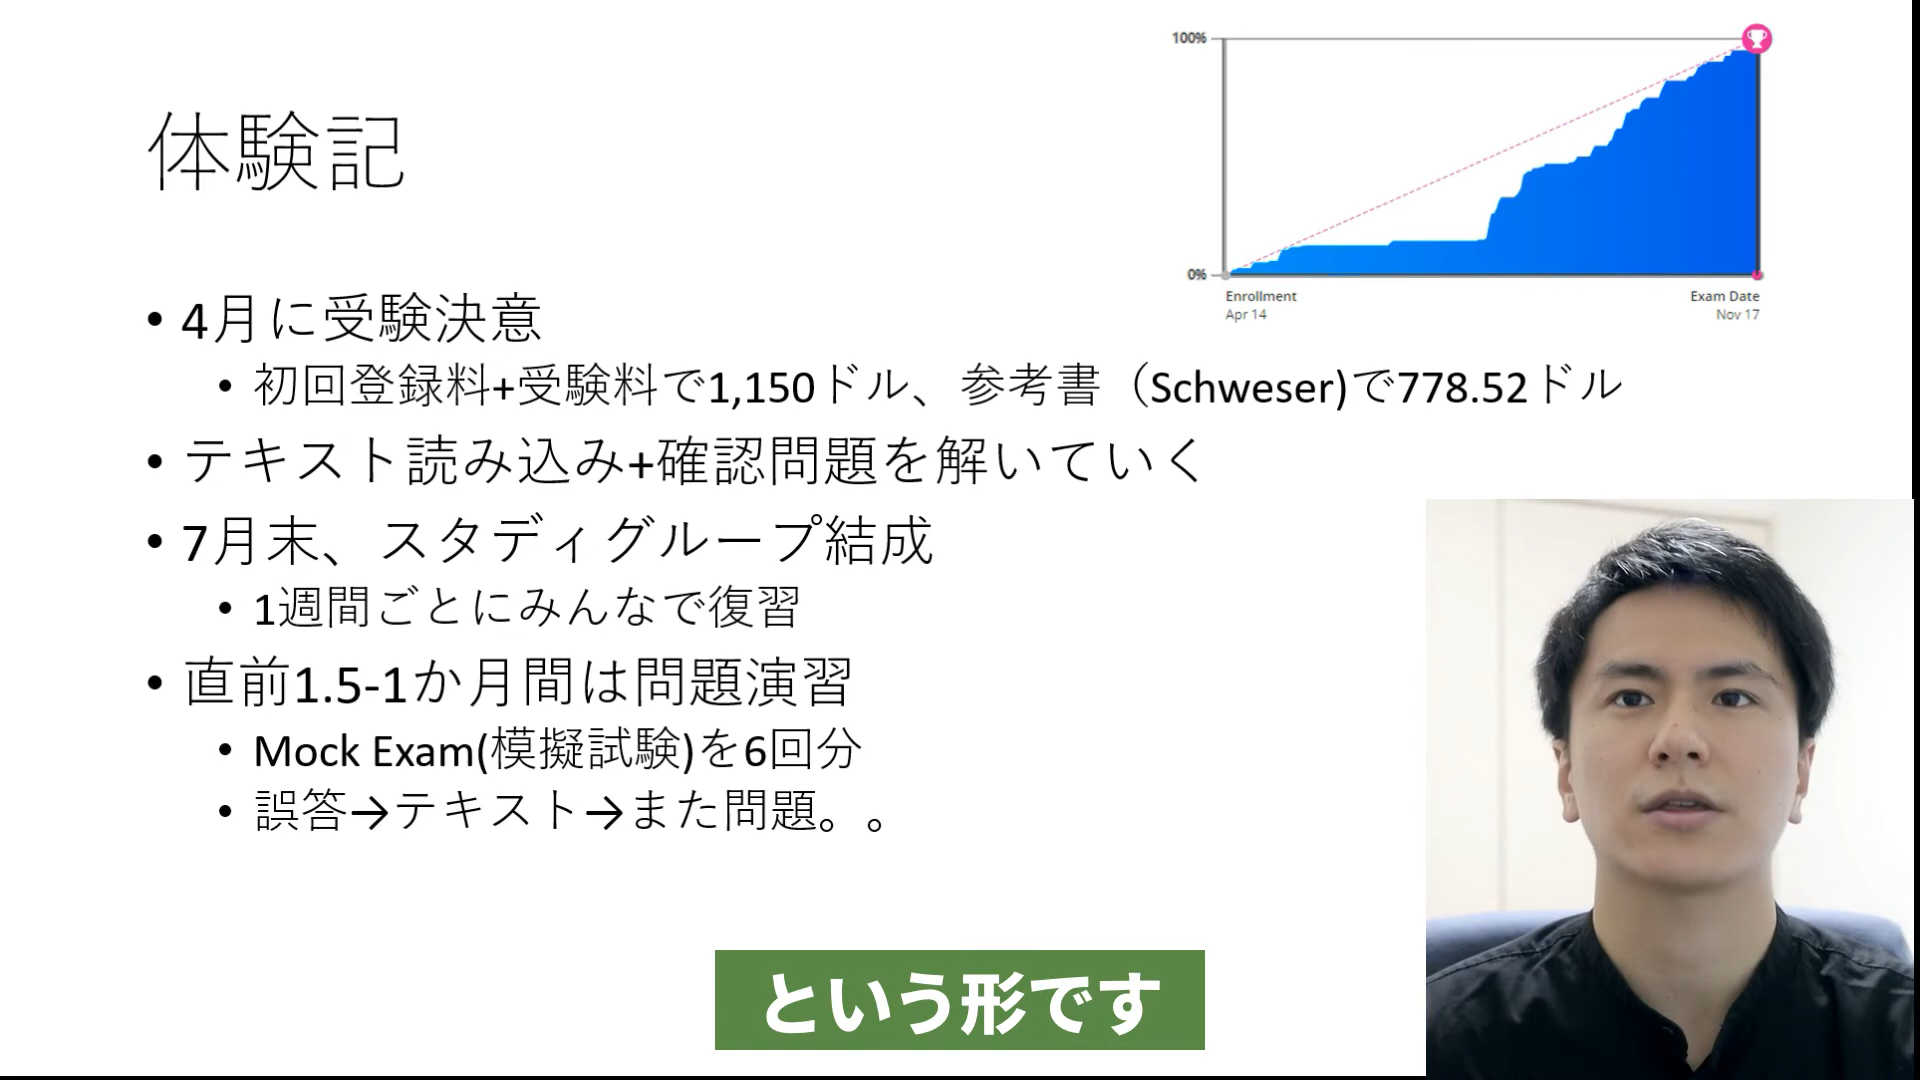 体験記
100%
0%
Enrollment
Apr 14
Exam Date
Nov 17
• 4月に受験決意
• 初回登録料+受験料で1,150ドル、参考書（Schweser)で778.52ドル
• テキスト読み込み+確認問題を解いていく
• 7月末、スタディグループ結成
• 1週間ごとにみんなで復習
• 直前1.5-1か月間は問題演習
• Mock Exam(模擬試験)を6回分
• 誤答→テキスト→また問題。。
という形です